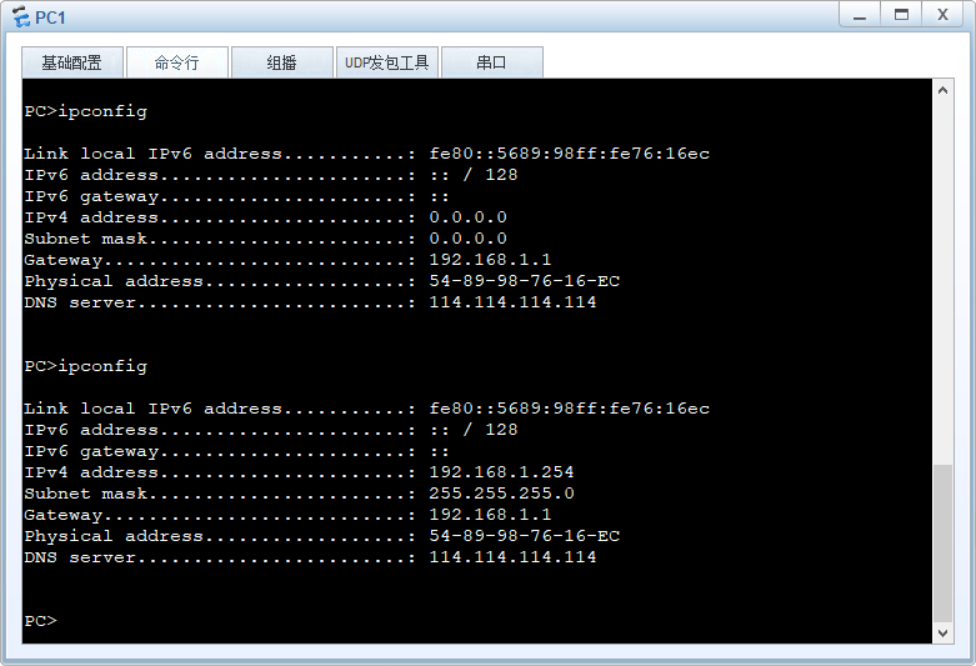 PC1
基础配置 命令行 组播 UDP发包工具 串口
PC>ipconfig
Link local IPv6 address...........: fe80::5689:98ff:fe76:16ec
IPv6 address......................: :: / 128
IPv6 gateway......................: ::
IPv4 address......................: 0.0.0.0
Subnet mask.......................: 0.0.0.0
Gateway...........................: 192.168.1.1
Physical address..................: 54-89-98-76-16-EC
DNS server........................: 114.114.114.114
PC>ipconfig
Link local IPv6 address...........: fe80::5689:98ff:fe76:16ec
IPv6 address......................: :: / 128
IPv6 gateway......................: ::
IPv4 address......................: 192.168.1.254
Subnet mask.......................: 255.255.255.0
Gateway...........................: 192.168.1.1
Physical address..................: 54-89-98-76-16-EC
DNS server........................: 114.114.114.114
PC>